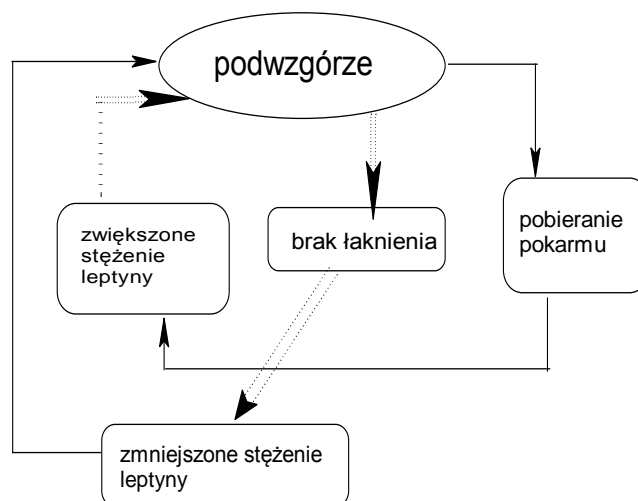 podwzgórze
zwiększone
stężenie
leptyny
brak łaknienia
pobieranie
pokarmu
zmniejszone stężenie
leptyny